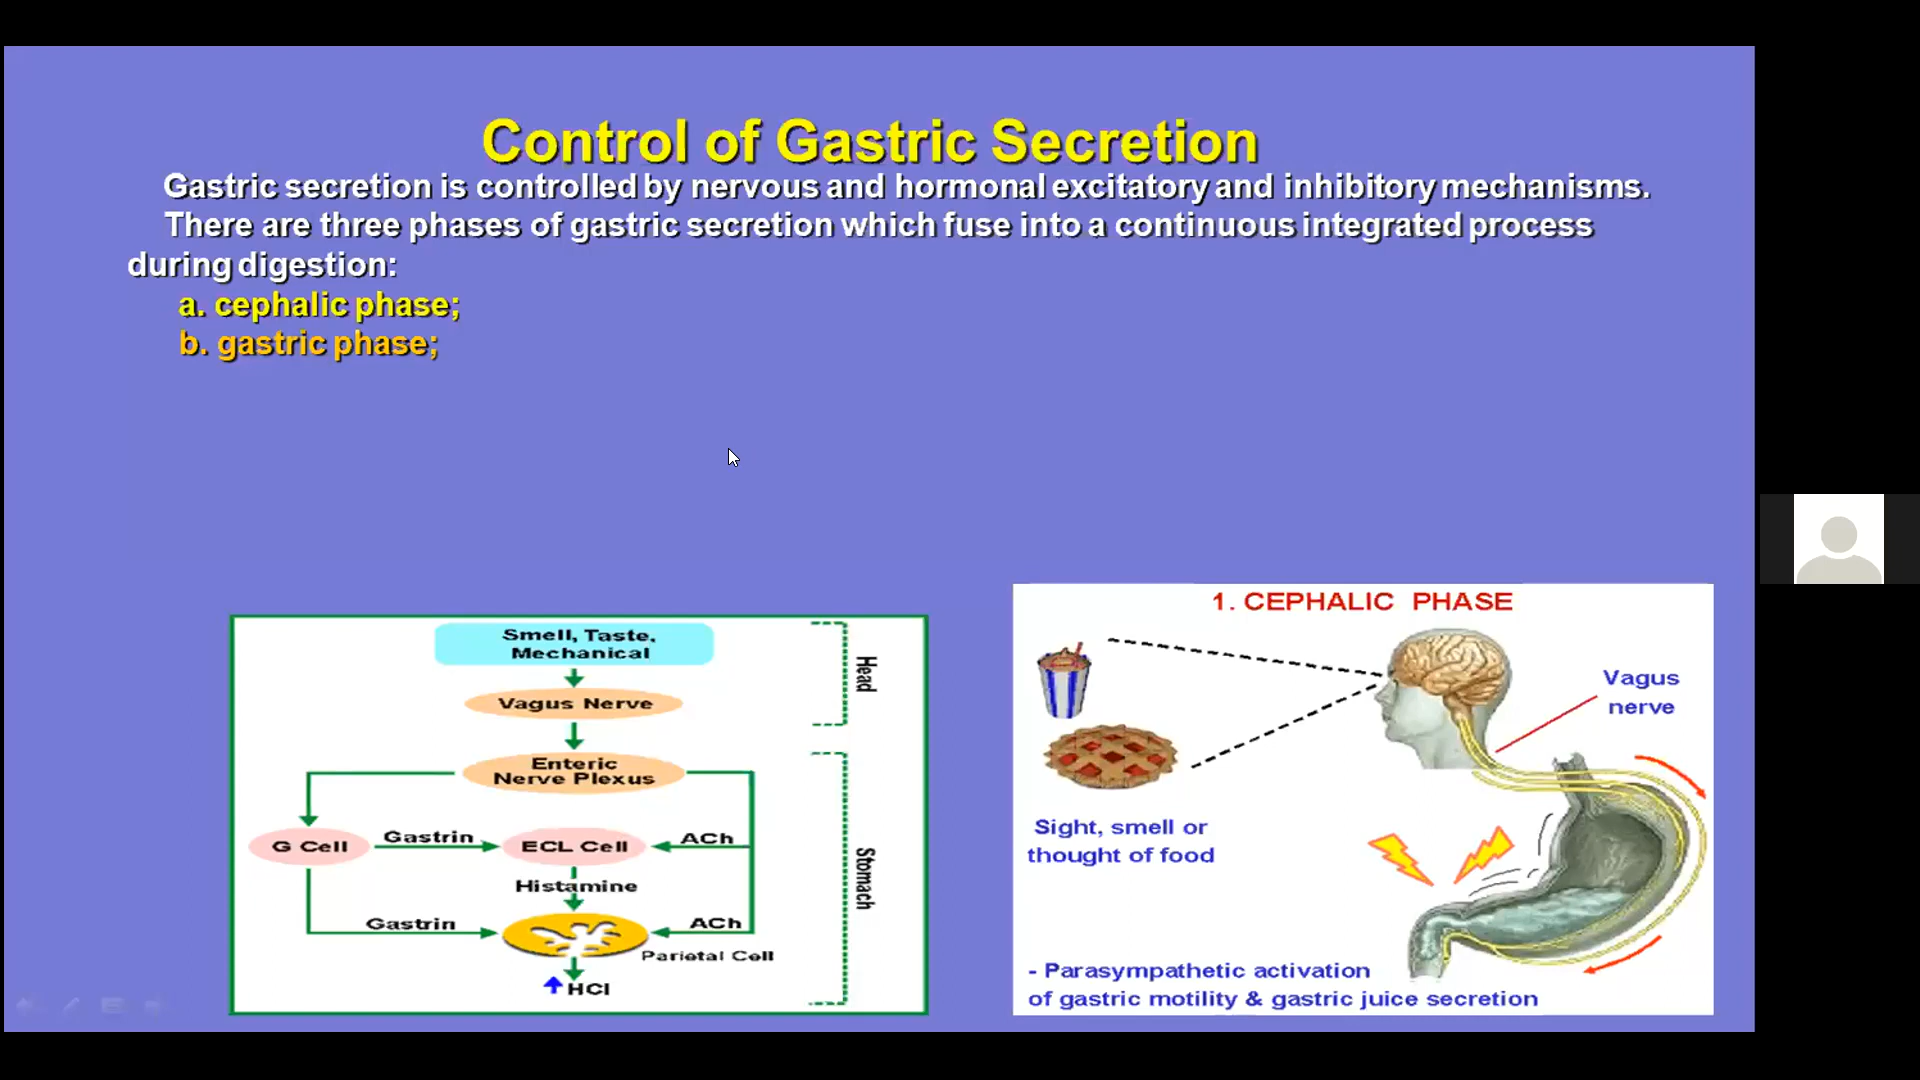 Control of Gastric Secretion
Gastric secretion is controlled by nervous and hormonal excitatory and inhibitory mechanisms.
There are three phases of gastric secretion which fuse into a continuous integrated process
during digestion:
a. cephalic phase;
b. gastric phase;
Smell, Taste,
Mechanical
Vagus Nerve
Enteric
Nerve Plexus
G Cell
Gastrin
ECL Cell
ACh
Histamine
Gastrin
ACh
Parietal Cell
HCl
Head
Stomach
1. CEPHALIC PHASE
Vagus
nerve
Sight, smell or
thought of food
- Parasympathetic activation
of gastric motility & gastric juice secretion